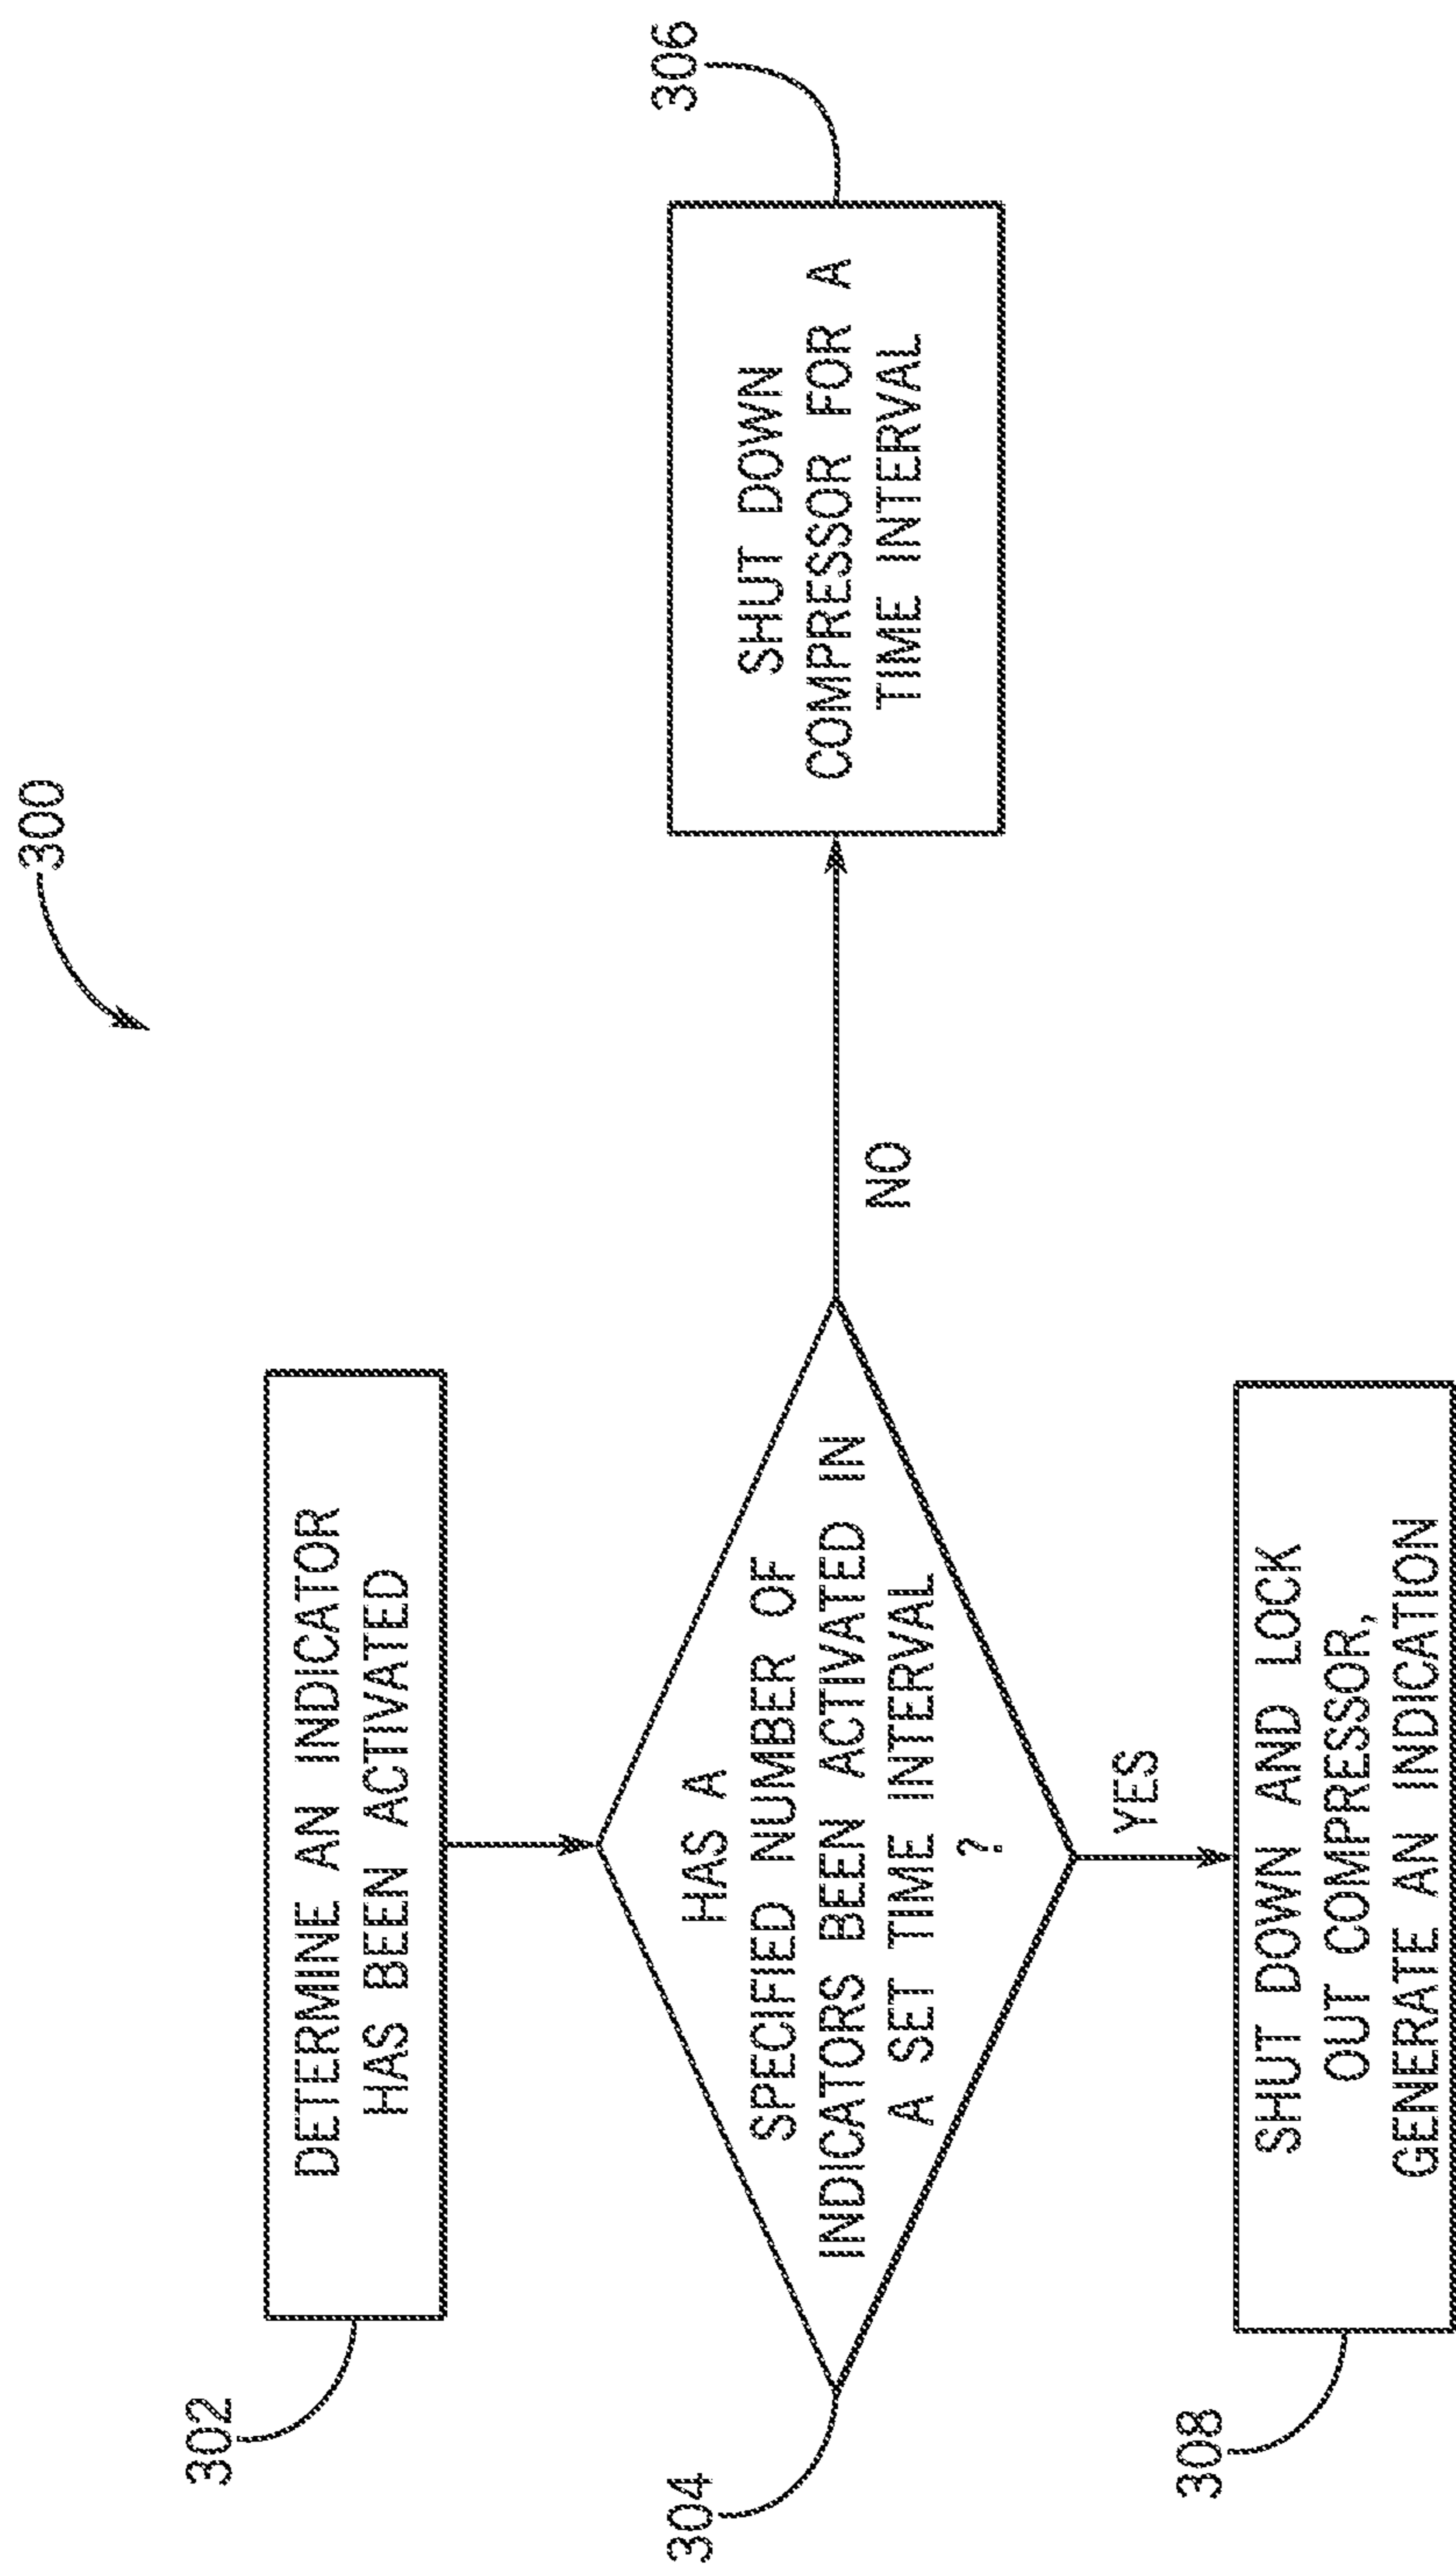 300
302
DETERMINE AN INDICATOR
HAS BEEN ACTIVATED
304
HAS A
SPECIFIED NUMBER OF
INDICATORS BEEN ACTIVATED IN
A SET TIME INTERVAL
?
NO
306
SHUT DOWN
COMPRESSOR FOR A
TIME INTERVAL
YES
308
SHUT DOWN AND LOCK
OUT COMPRESSOR,
GENERATE AN INDICATION